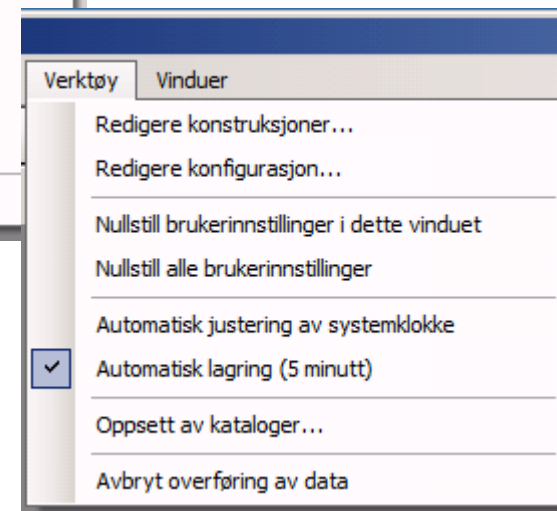 Verktøy Vinduer
Redigere konstruksjoner...
Redigere konfigurasjon...
Nullstill brukerinnstillinger i dette vinduet
Nullstill alle brukerinnstillinger
Automatisk justering av systemklokke
Automatisk lagring (5 minutt)
Oppsett av kataloger...
Avbryt overføring av data